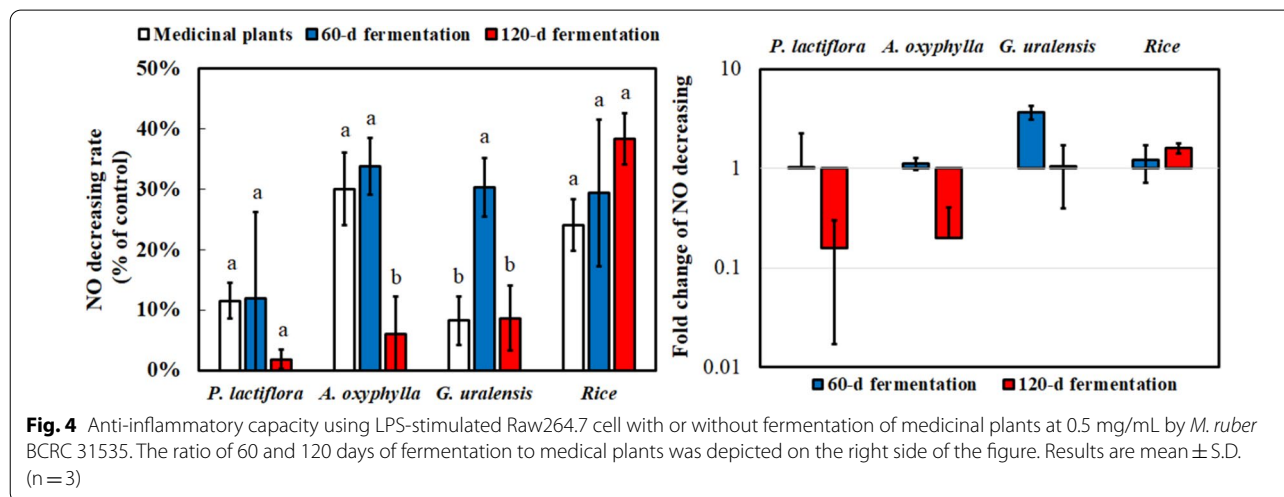 Medicinal plants 60-d fermentation 120-d fermentation
50%
40%
30%
20%
10%
0%
NO decreasing rate
(% of control)
a a a
a a b
b a b
a a a
P. lactiflora A. oxyphylla G. uralensis Rice
P. lactiflora A. oxyphylla G. uralensis Rice
10
1
0.1
0.01
Fold change of NO decreasing
60-d fermentation 120-d fermentation
Fig. 4 Anti-inflammatory capacity using LPS-stimulated Raw264.7 cell with or without fermentation of medicinal plants at 0.5 mg/mL by M. ruber
BCRC 31535. The ratio of 60 and 120 days of fermentation to medical plants was depicted on the right side of the figure. Results are mean ± S.D.
(n = 3)